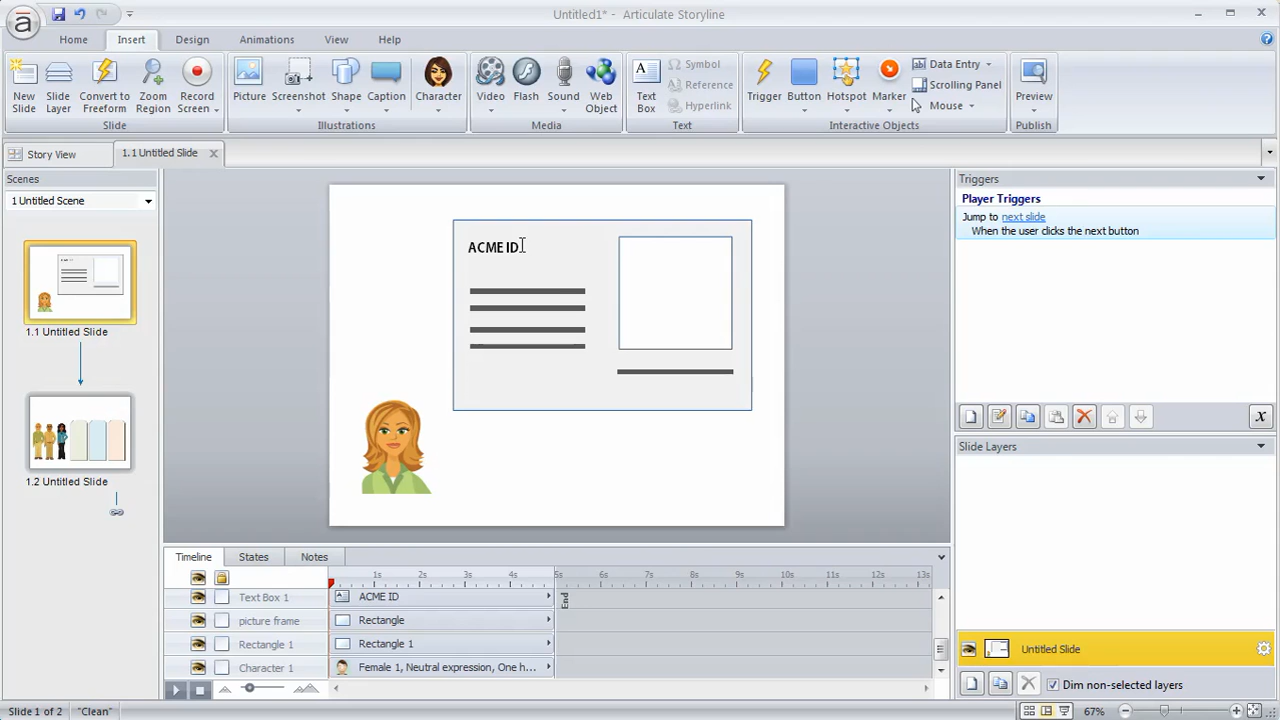 Untitled1* - Articulate Storyline
Home Insert Design Animations View Help
New Slide
Slide Layer
Convert to Freeform
Zoom Region
Record Screen
Slide
Picture
Screenshot
Shape
Caption
Character
Illustrations
Video
Flash
Sound
Web Object
Media
Text Box
Symbol
Reference
Hyperlink
Text
Trigger
Button
Hotspot
Marker
Data Entry
Scrolling Panel
Mouse
Interactive Objects
Preview
Publish
Story View
1.1 Untitled Slide
Scenes
1 Untitled Scene
1.1 Untitled Slide
1.2 Untitled Slide
ACME ID
Triggers
Player Triggers
Jump to next slide
When the user clicks the next button
Slide Layers
Untitled Slide
Dim non-selected layers
Timeline States Notes
1s 2s 3s 4s 5s 6s 7s 8s 9s 10s 11s 12s 13s
End
Text Box 1 ACME ID
picture frame Rectangle
Rectangle 1 Rectangle 1
Character 1 Female 1, Neutral expression, One h...
Slide 1 of 2 "Clean" 67%